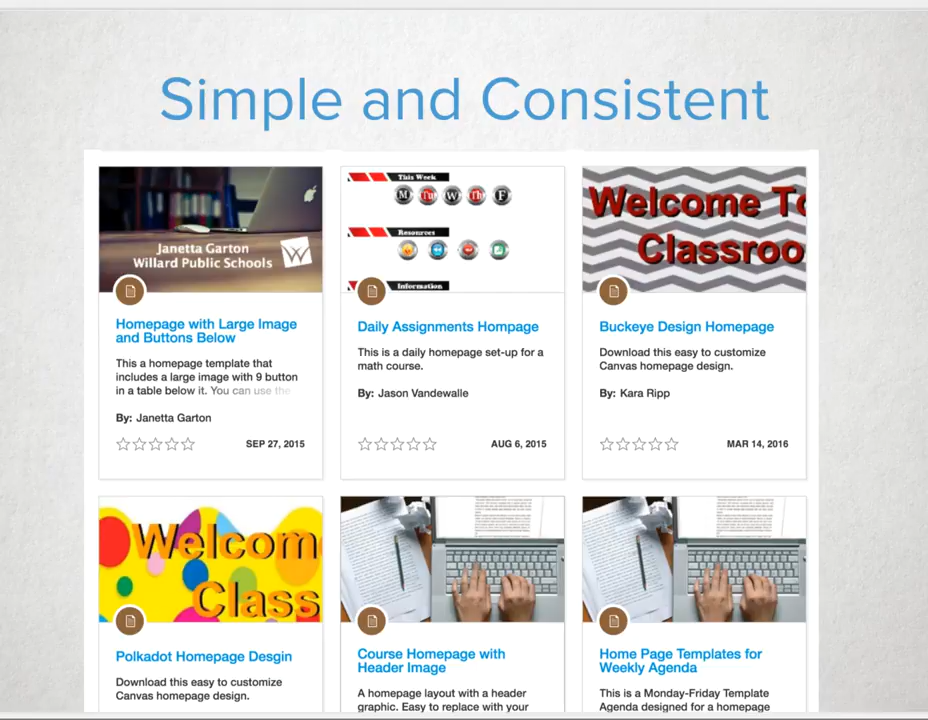 Simple and Consistent
Janetta Garton
Willard Public Schools
Homepage with Large Image
and Buttons Below
This a homepage template that
includes a large image with 9 button
in a table below it. You can use the
By: Janetta Garton
SEP 27, 2015
This Week
M Tu W Th F
Resources
Information
Daily Assignments Hompage
This is a daily homepage set-up for a
math course.
By: Jason Vandewalle
AUG 6, 2015
Welcome To
Classroo
Buckeye Design Homepage
Download this easy to customize
Canvas homepage design.
By: Kara Ripp
MAR 14, 2016
Welcom
Class
Polkadot Homepage Desgin
Download this easy to customize
Canvas homepage design.
Course Homepage with
Header Image
A homepage layout with a header
graphic. Easy to replace with your
Home Page Templates for
Weekly Agenda
This is a Monday-Friday Template
Agenda designed for a homepage